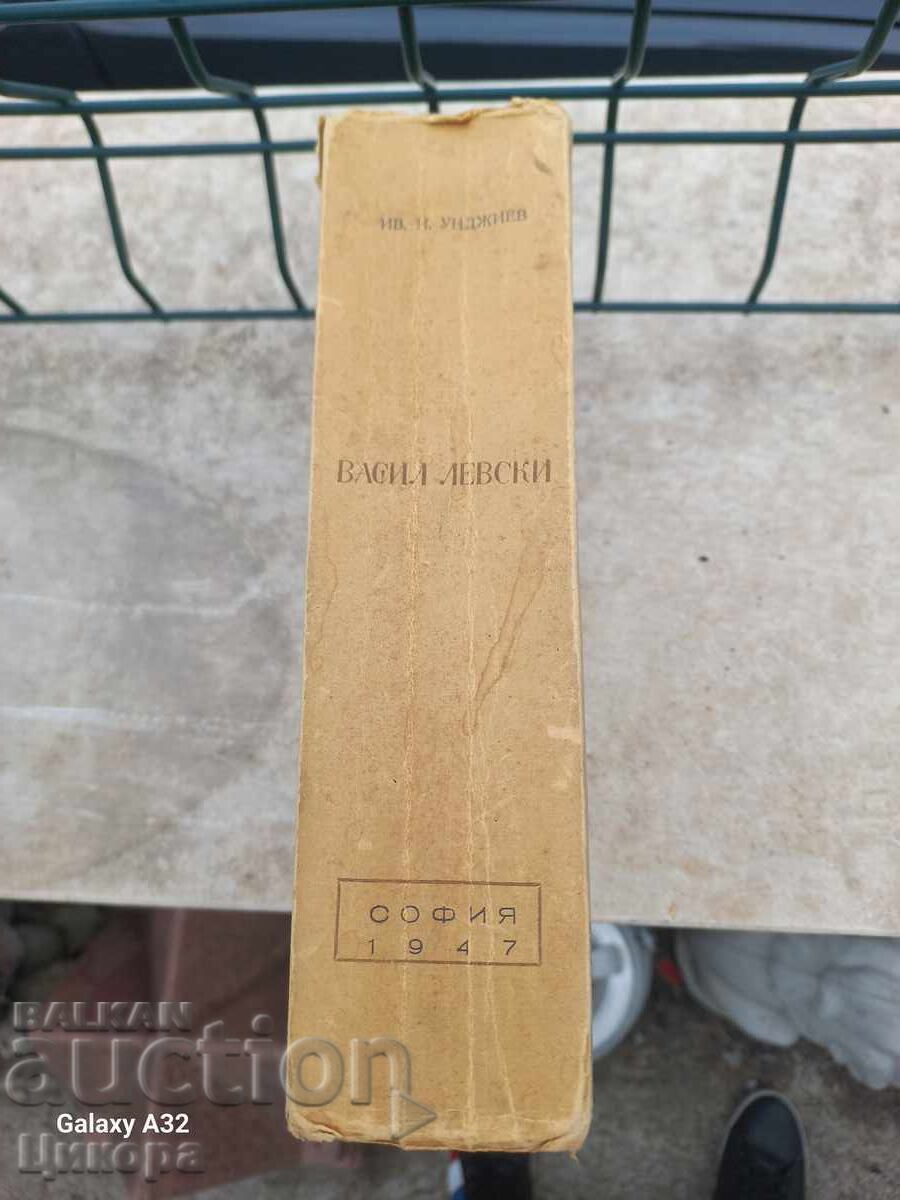 ИВ. Н. УНДЖИЕВ
ВАСИЛ ЛЕВСКИ
СОФИЯ
1947
BALKAN
auction
Galaxy A32
Цикора